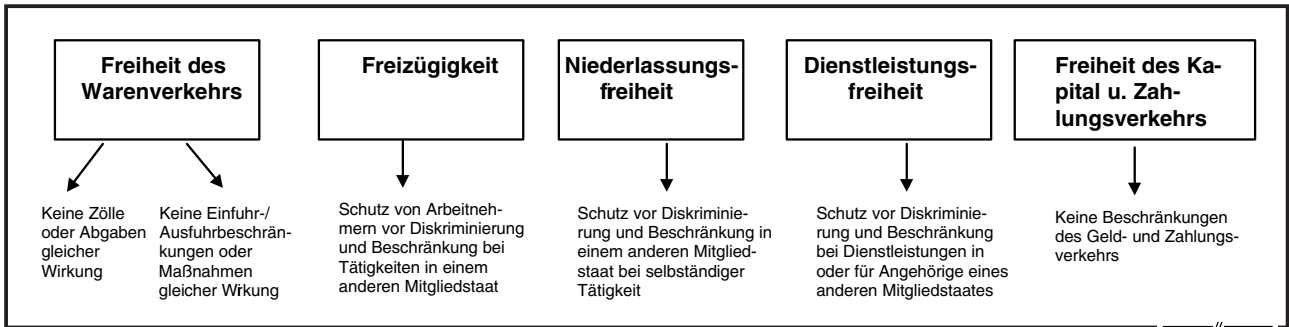 Freiheit des
Warenverkehrs
Freizügigkeit
Niederlassungs-
freiheit
Dienstleistungs-
freiheit
Freiheit des Ka-
pital u. Zah-
lungsverkehrs
Keine Zölle
oder Abgaben
gleicher
Wirkung
Keine Einfuhr-/
Ausfuhrbeschrän-
kungen oder
Maßnahmen
gleicher Wirkung
Schutz von Arbeitneh-
mern vor Diskriminierung
und Beschränkung bei
Tätigkeiten in einem
anderen Mitgliedstaat
Schutz vor Diskriminie-
rung und Beschränkung in
einem anderen Mitglied-
staat bei selbständiger
Tätigkeit
Schutz vor Diskriminie-
rung und Beschränkung
bei Dienstleistungen in
oder für Angehörige eines
anderen Mitgliedstaates
Keine Beschränkungen
des Geld- und Zahlungs-
verkehrs